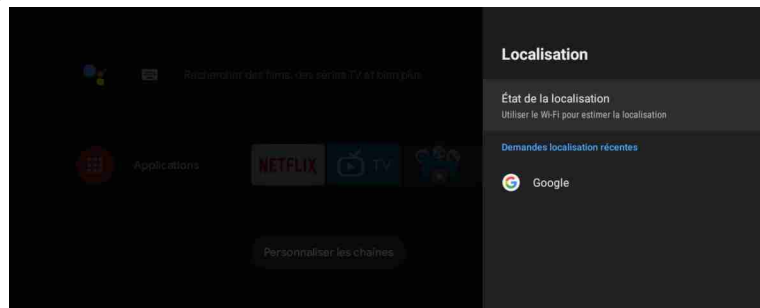 Localisation
État de la localisation
Utiliser le Wi-Fi pour estimer la localisation
Demandes localisation récentes
Google
Rechercher des films, des séries TV et bien plus
Applications
NETFLIX
TV
Personnaliser les chaînes